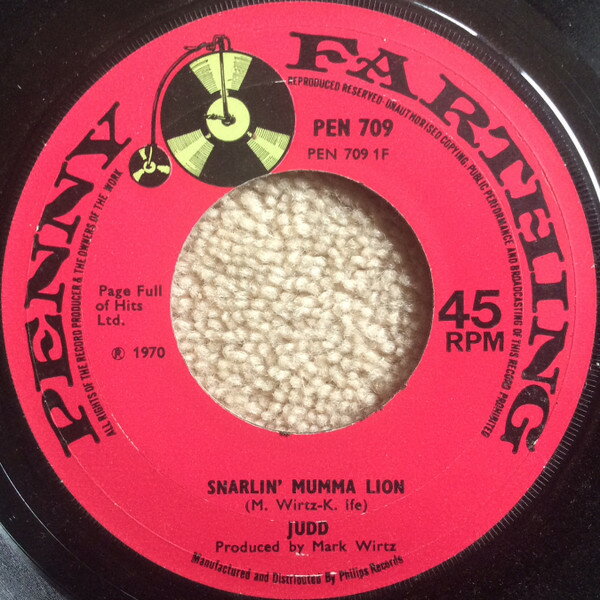 PENNY FARTHING
REPRODUCED RESERVED UNAUTHORISED COPYING, PUBLIC PERFORMANCE AND BROADCASTING OF THIS RECORD PROHIBITED
ALL RIGHTS OF THE RECORD PRODUCER & THE OWNERS OF THE WORK
PEN 709
PEN 709 1F
Page Full
of Hits
Ltd.
℗ 1970
45
RPM
SNARLIN' MUMMA LION
(M. Wirtz-K. ife)
JUDD
Produced by Mark Wirtz
Manufactured and Distributed By Philips Records